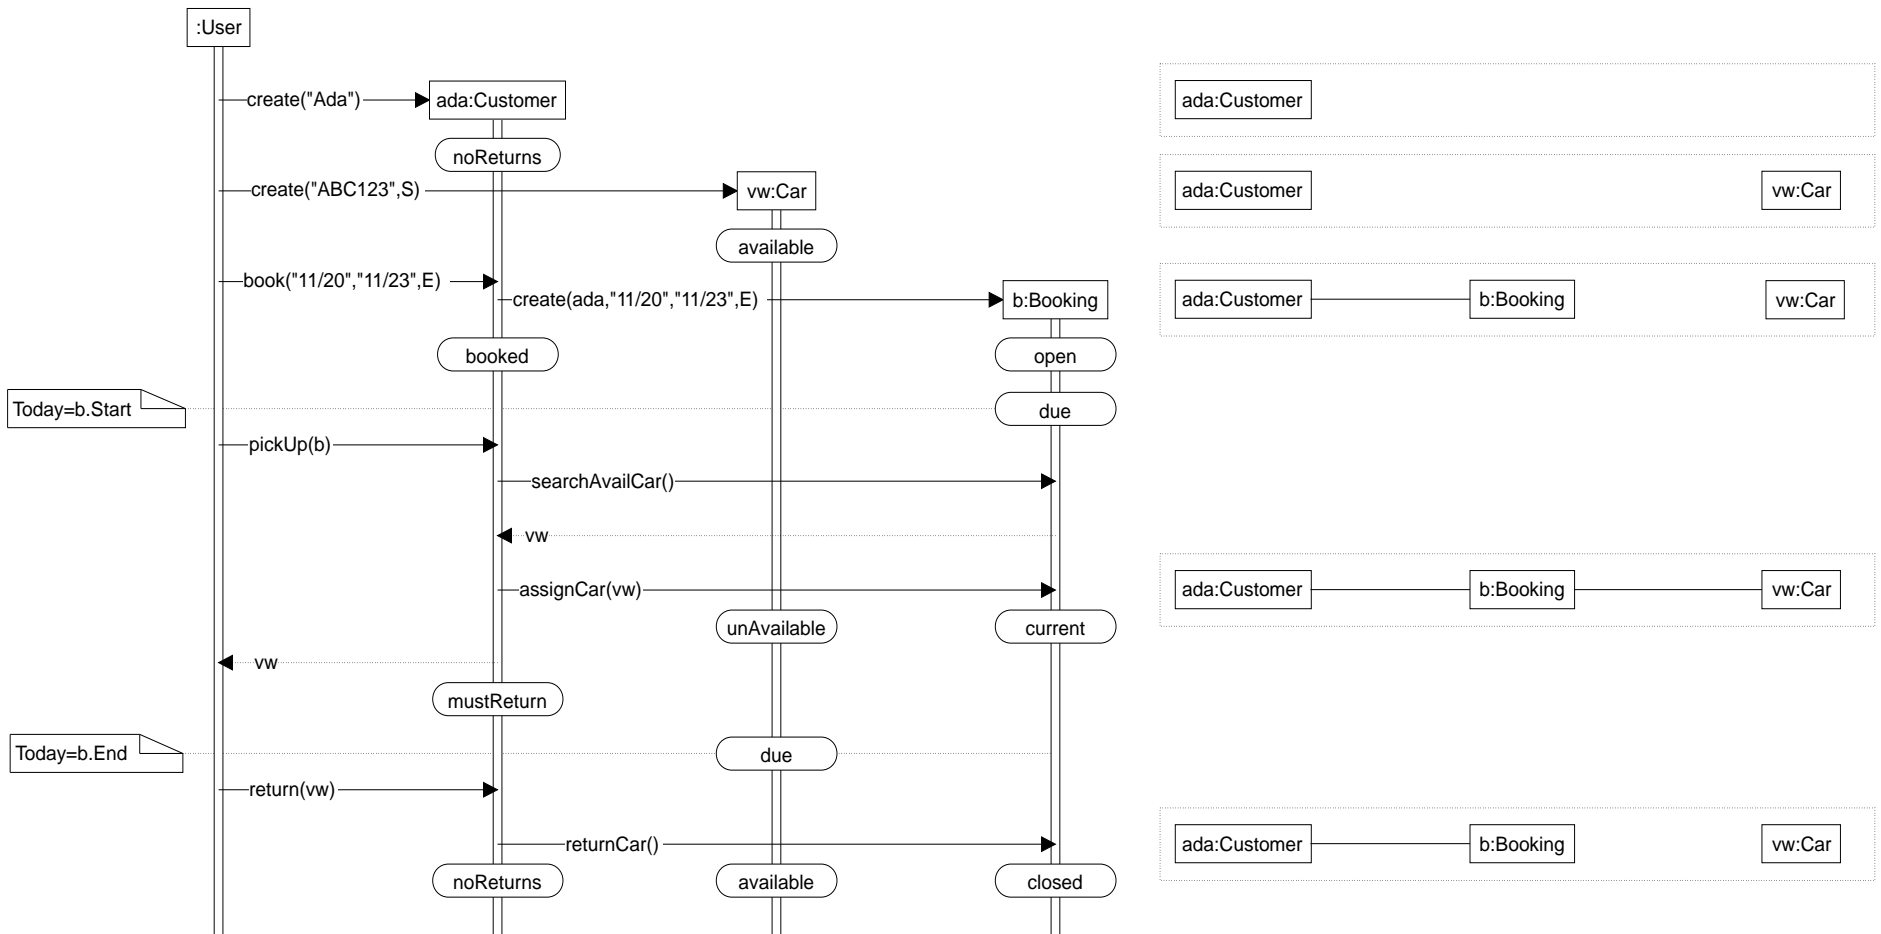 :User
create("Ada")
ada:Customer
ada:Customer
noReturns
create("ABC123",S)
vw:Car
ada:Customer
vw:Car
available
book("11/20","11/23",E)
create(ada,"11/20","11/23",E)
b:Booking
ada:Customer
b:Booking
vw:Car
booked
open
Today=b.Start
due
pickUp(b)
searchAvailCar()
vw
assignCar(vw)
ada:Customer
b:Booking
vw:Car
unAvailable
current
vw
mustReturn
Today=b.End
due
return(vw)
returnCar()
ada:Customer
b:Booking
vw:Car
noReturns
available
closed